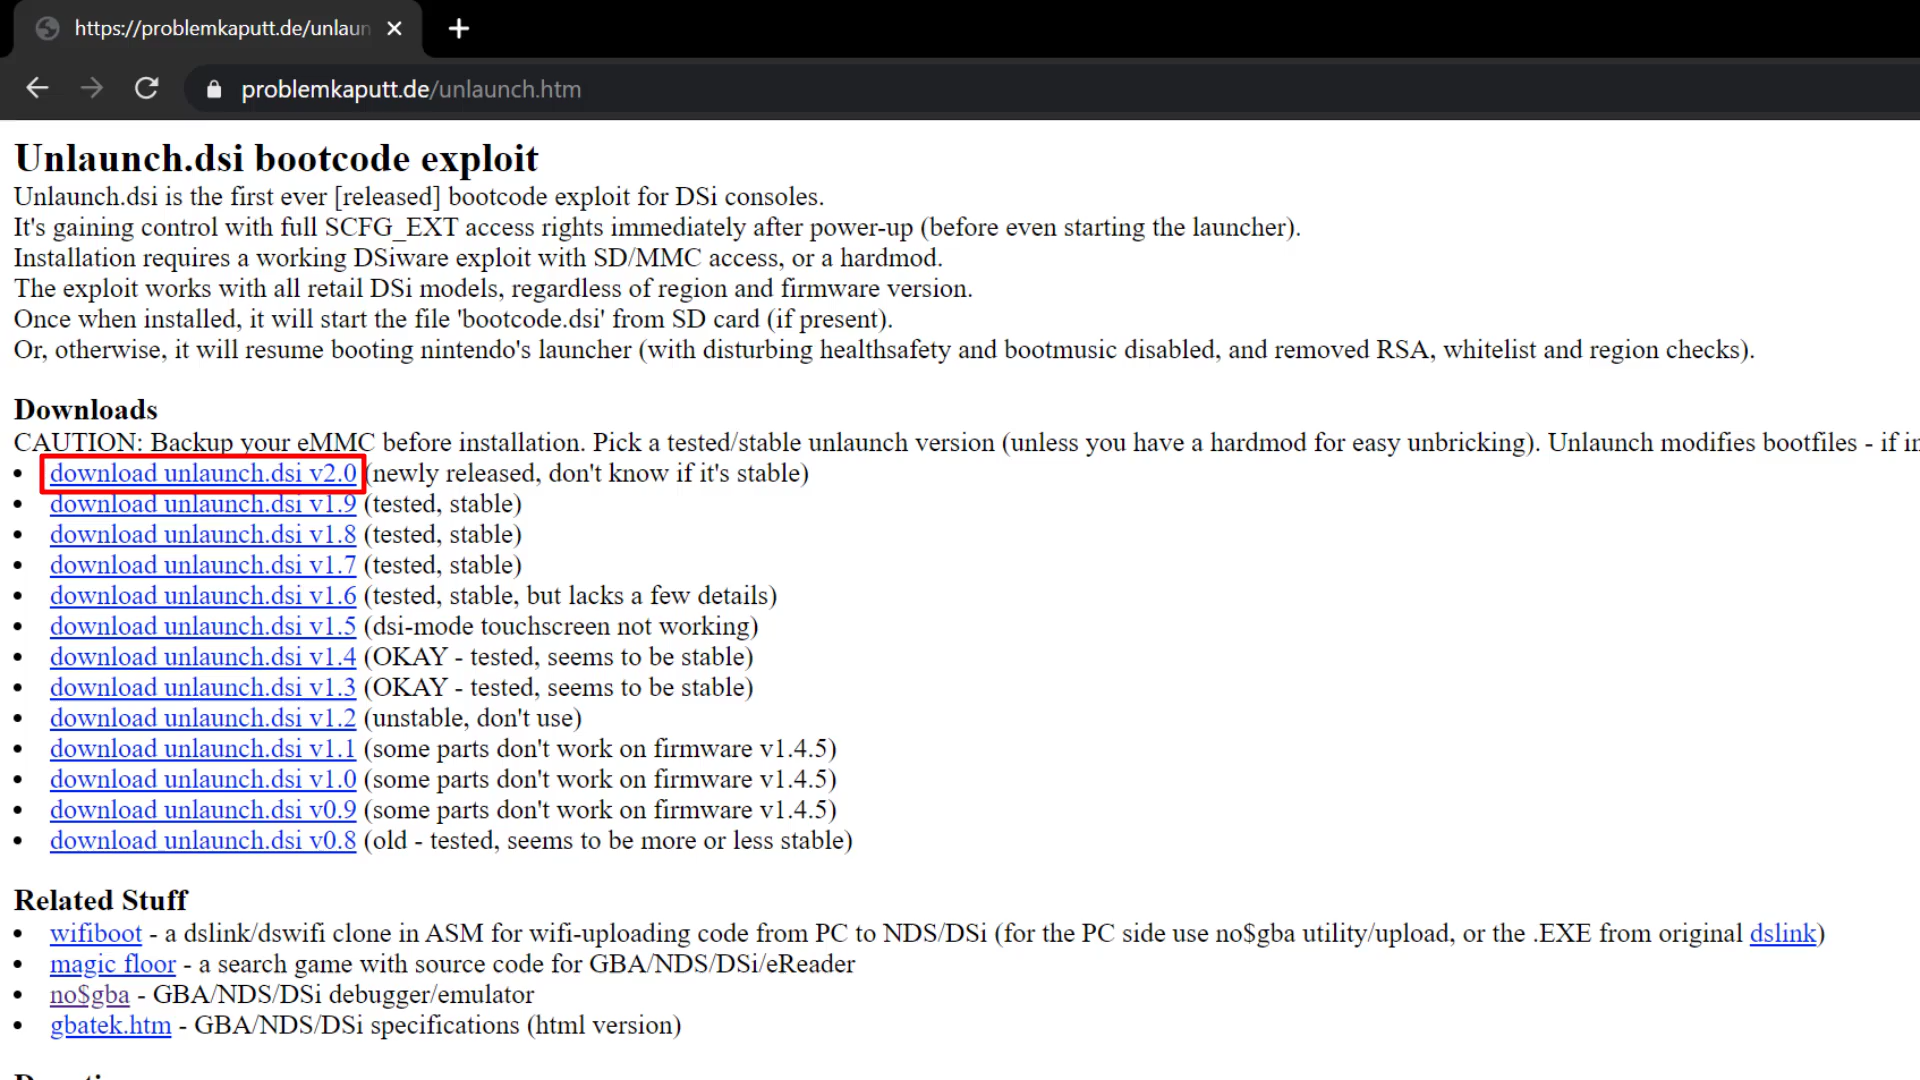 https://problemkaputt.de/unlaun
problemkaputt.de/unlaunch.htm
Unlaunch.dsi bootcode exploit
Unlaunch.dsi is the first ever [released] bootcode exploit for DSi consoles.
It's gaining control with full SCFG_EXT access rights immediately after power-up (before even starting the launcher).
Installation requires a working DSiware exploit with SD/MMC access, or a hardmod.
The exploit works with all retail DSi models, regardless of region and firmware version.
Once when installed, it will start the file 'bootcode.dsi' from SD card (if present).
Or, otherwise, it will resume booting nintendo's launcher (with disturbing healthsafety and bootmusic disabled, and removed RSA, whitelist and region checks).
Downloads
CAUTION: Backup your eMMC before installation. Pick a tested/stable unlaunch version (unless you have a hardmod for easy unbricking). Unlaunch modifies bootfiles - if
• download unlaunch.dsi v2.0 (newly released, don't know if it's stable)
• download unlaunch.dsi v1.9 (tested, stable)
• download unlaunch.dsi v1.8 (tested, stable)
• download unlaunch.dsi v1.7 (tested, stable)
• download unlaunch.dsi v1.6 (tested, stable, but lacks a few details)
• download unlaunch.dsi v1.5 (dsi-mode touchscreen not working)
• download unlaunch.dsi v1.4 (OKAY - tested, seems to be stable)
• download unlaunch.dsi v1.3 (OKAY - tested, seems to be stable)
• download unlaunch.dsi v1.2 (unstable, don't use)
• download unlaunch.dsi v1.1 (some parts don't work on firmware v1.4.5)
• download unlaunch.dsi v1.0 (some parts don't work on firmware v1.4.5)
• download unlaunch.dsi v0.9 (some parts don't work on firmware v1.4.5)
• download unlaunch.dsi v0.8 (old - tested, seems to be more or less stable)
Related Stuff
• wifiboot - a dslink/dswifi clone in ASM for wifi-uploading code from PC to NDS/DSi (for the PC side use no$gba utility/upload, or the .EXE from original dslink)
• magic floor - a search game with source code for GBA/NDS/DSi/eReader
• no$gba - GBA/NDS/DSi debugger/emulator
• gbatek.htm - GBA/NDS/DSi specifications (html version)